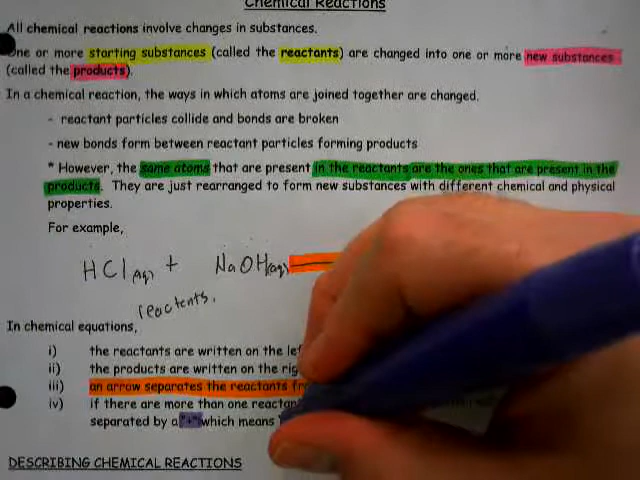 Chemical Reactions
All chemical reactions involve changes in substances.
One or more starting substances (called the reactants) are changed into one or more new substances
(called the products).
In a chemical reaction, the ways in which atoms are joined together are changed.
- reactant particles collide and bonds are broken
- new bonds form between reactant particles forming products
* However, the same atoms that are present in the reactants are the ones that are present in the
products. They are just rearranged to form new substances with different chemical and physical
properties.
For example,
HCl(aq) + NaOH(aq)
reactents.
In chemical equations,
i) the reactants are written on the
ii) the products are written on the
iii) an arrow separates the reactants
iv) if there are more than one
separated by a "+" which means
DESCRIBING CHEMICAL REACTIONS